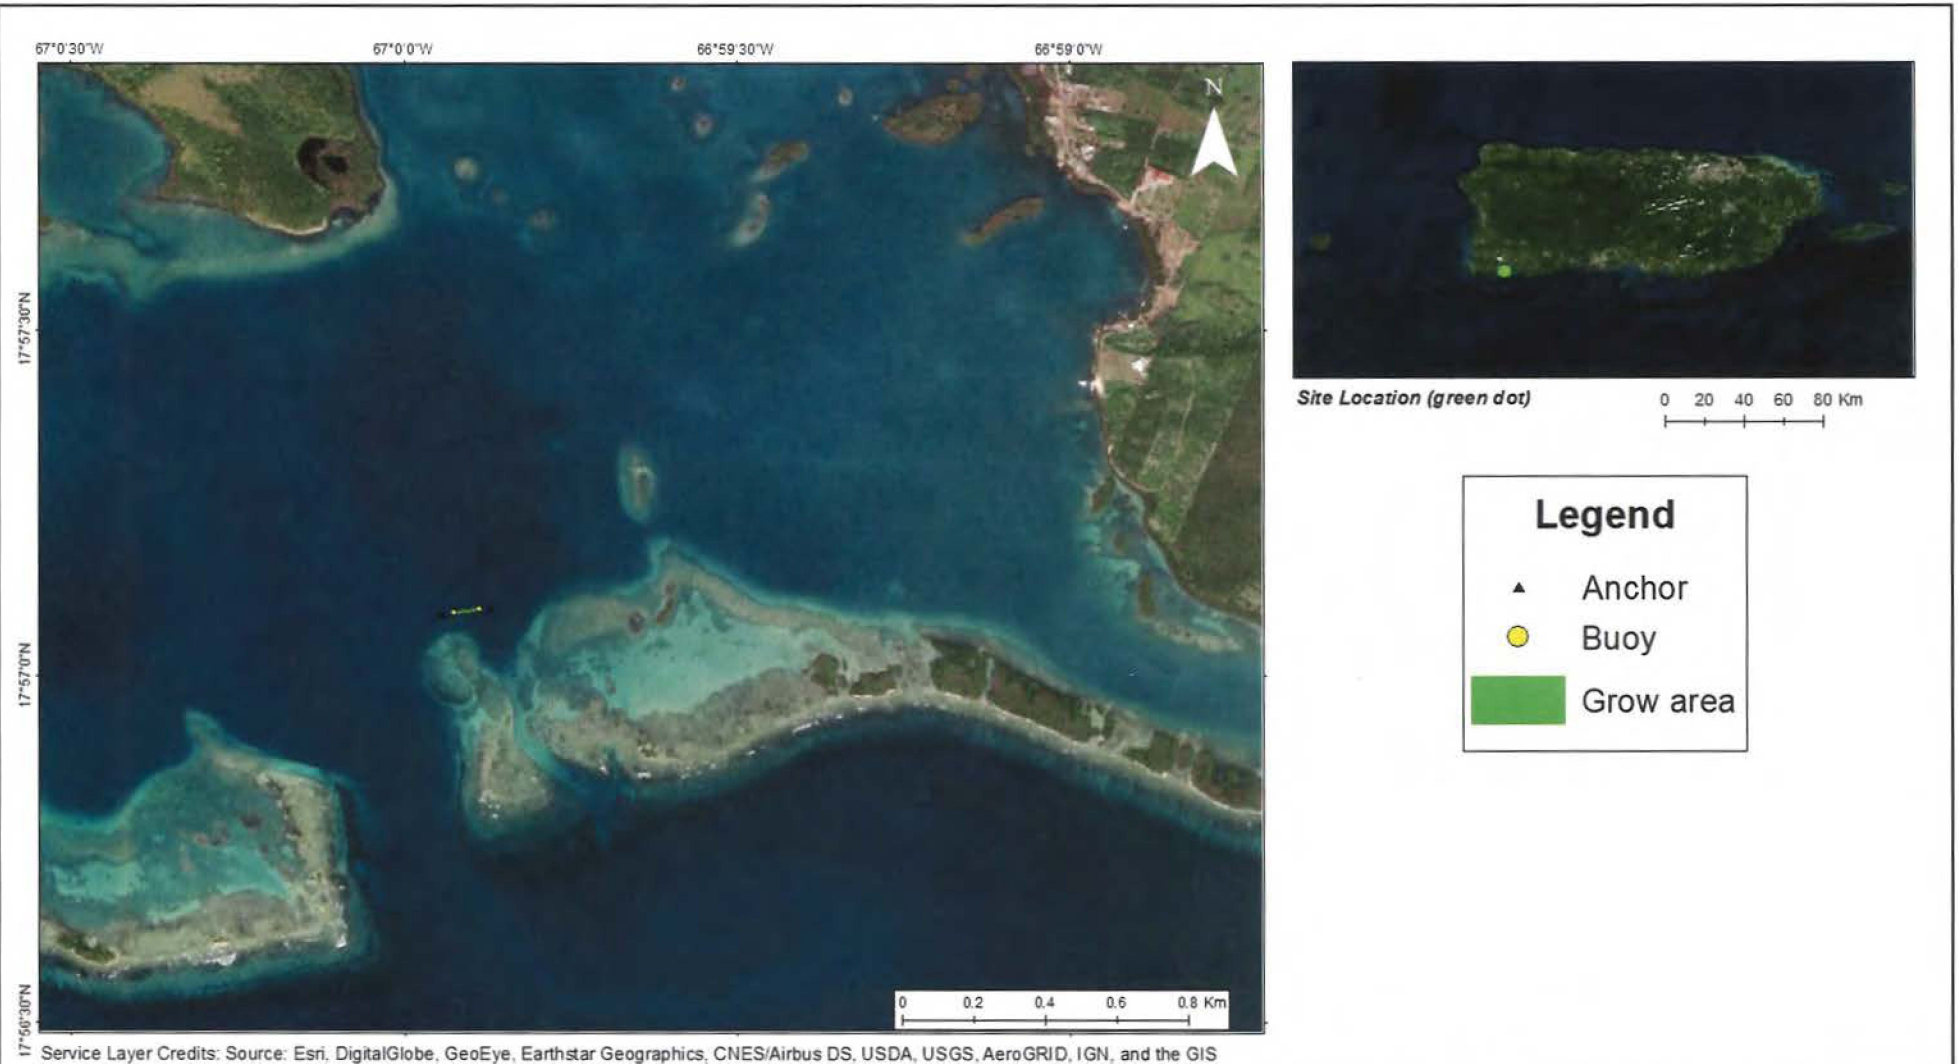 67°0'30"W 67°0'0"W 66°59'30"W 66°59'0"W
N
17°57'30"N
17°57'0"N
17°56'30"N
0 0.2 0.4 0.6 0.8 Km
Service Layer Credits: Source: Esri, DigitalGlobe, GeoEye, Earthstar Geographics, CNES/Airbus DS, USDA, USGS, AeroGRID, IGN, and the GIS
Site Location (green dot)
0 20 40 60 80 Km
Legend
Anchor
Buoy
Grow area